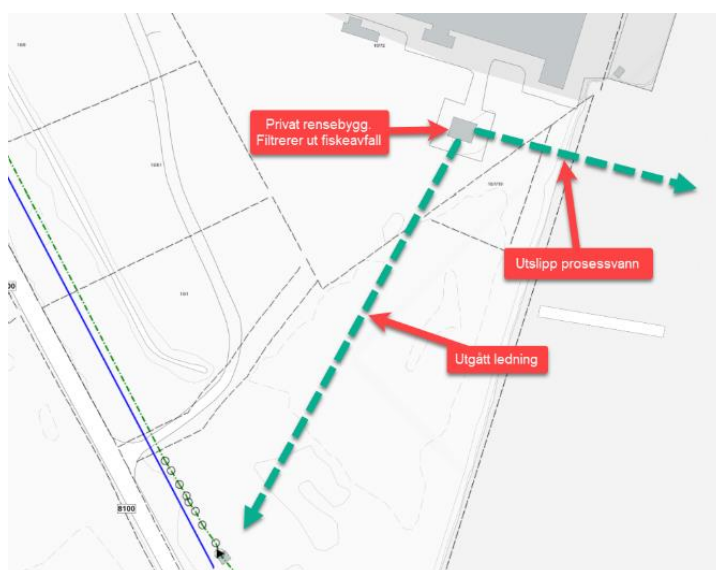 Privat rensebygg.
Filtrerer ut fiskeavfall
Utslipp prosessvann
Utgått ledning
8100